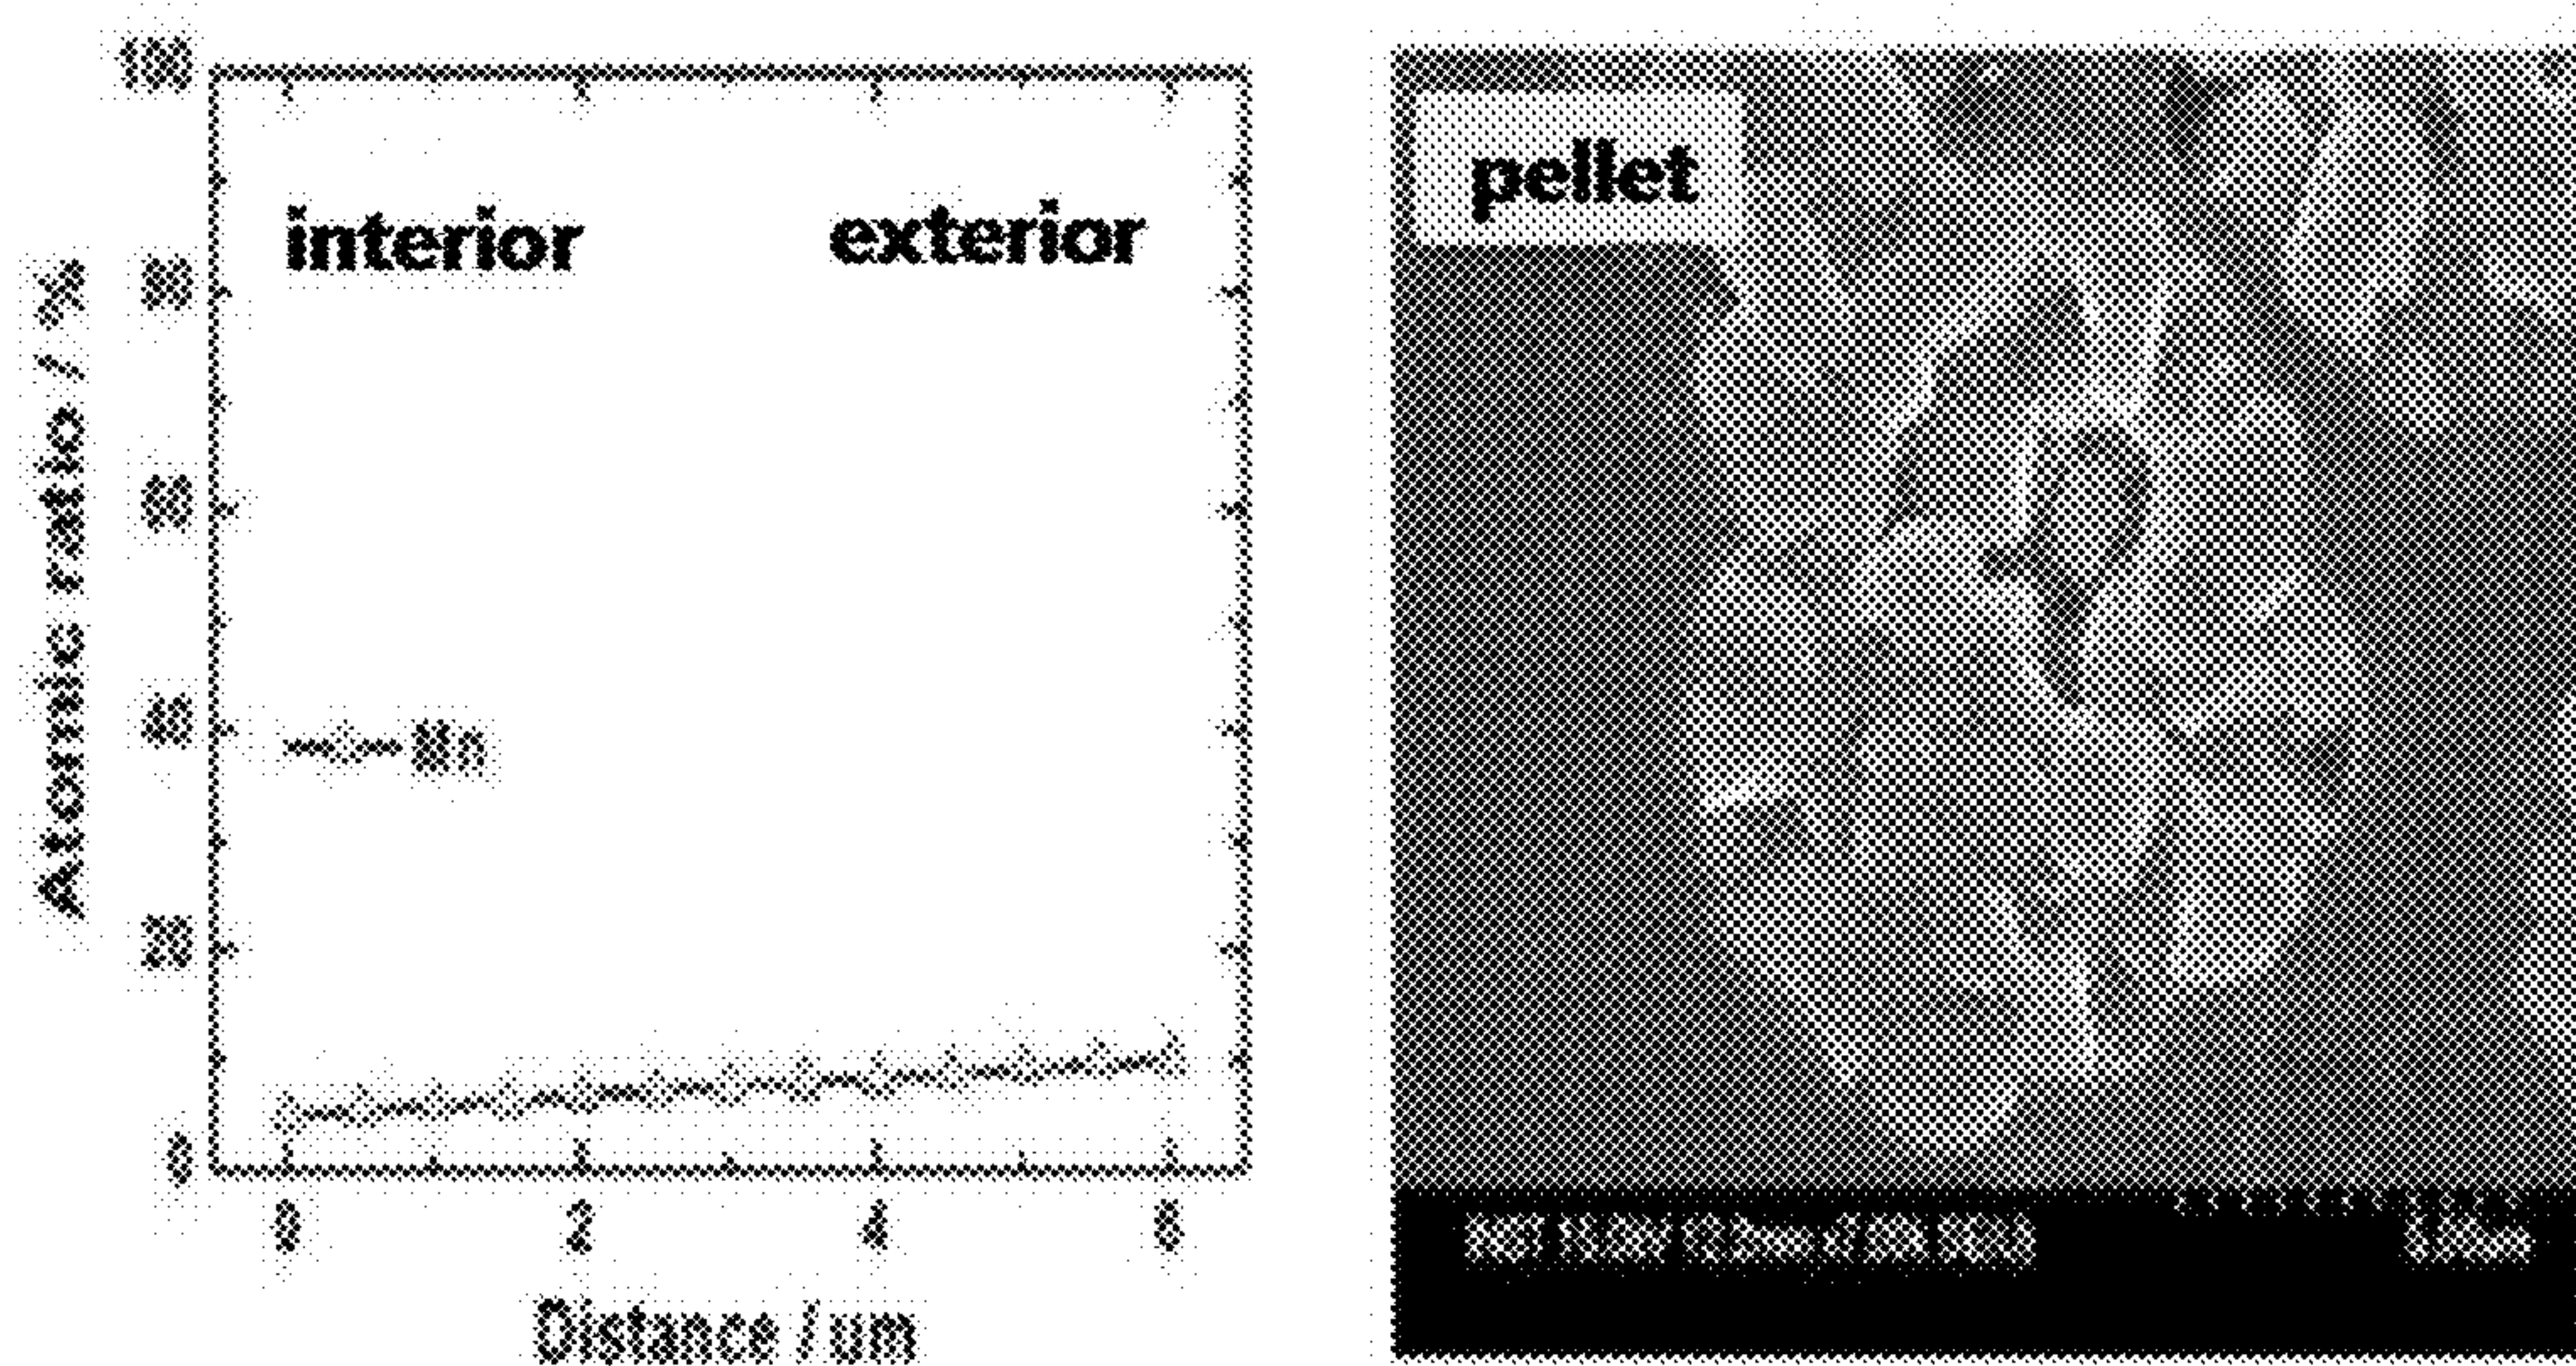 100
interior
exterior
80
60
40
20
0
Atomic ratio / %
Mn
0 2 4 6
Distance / um
pellet